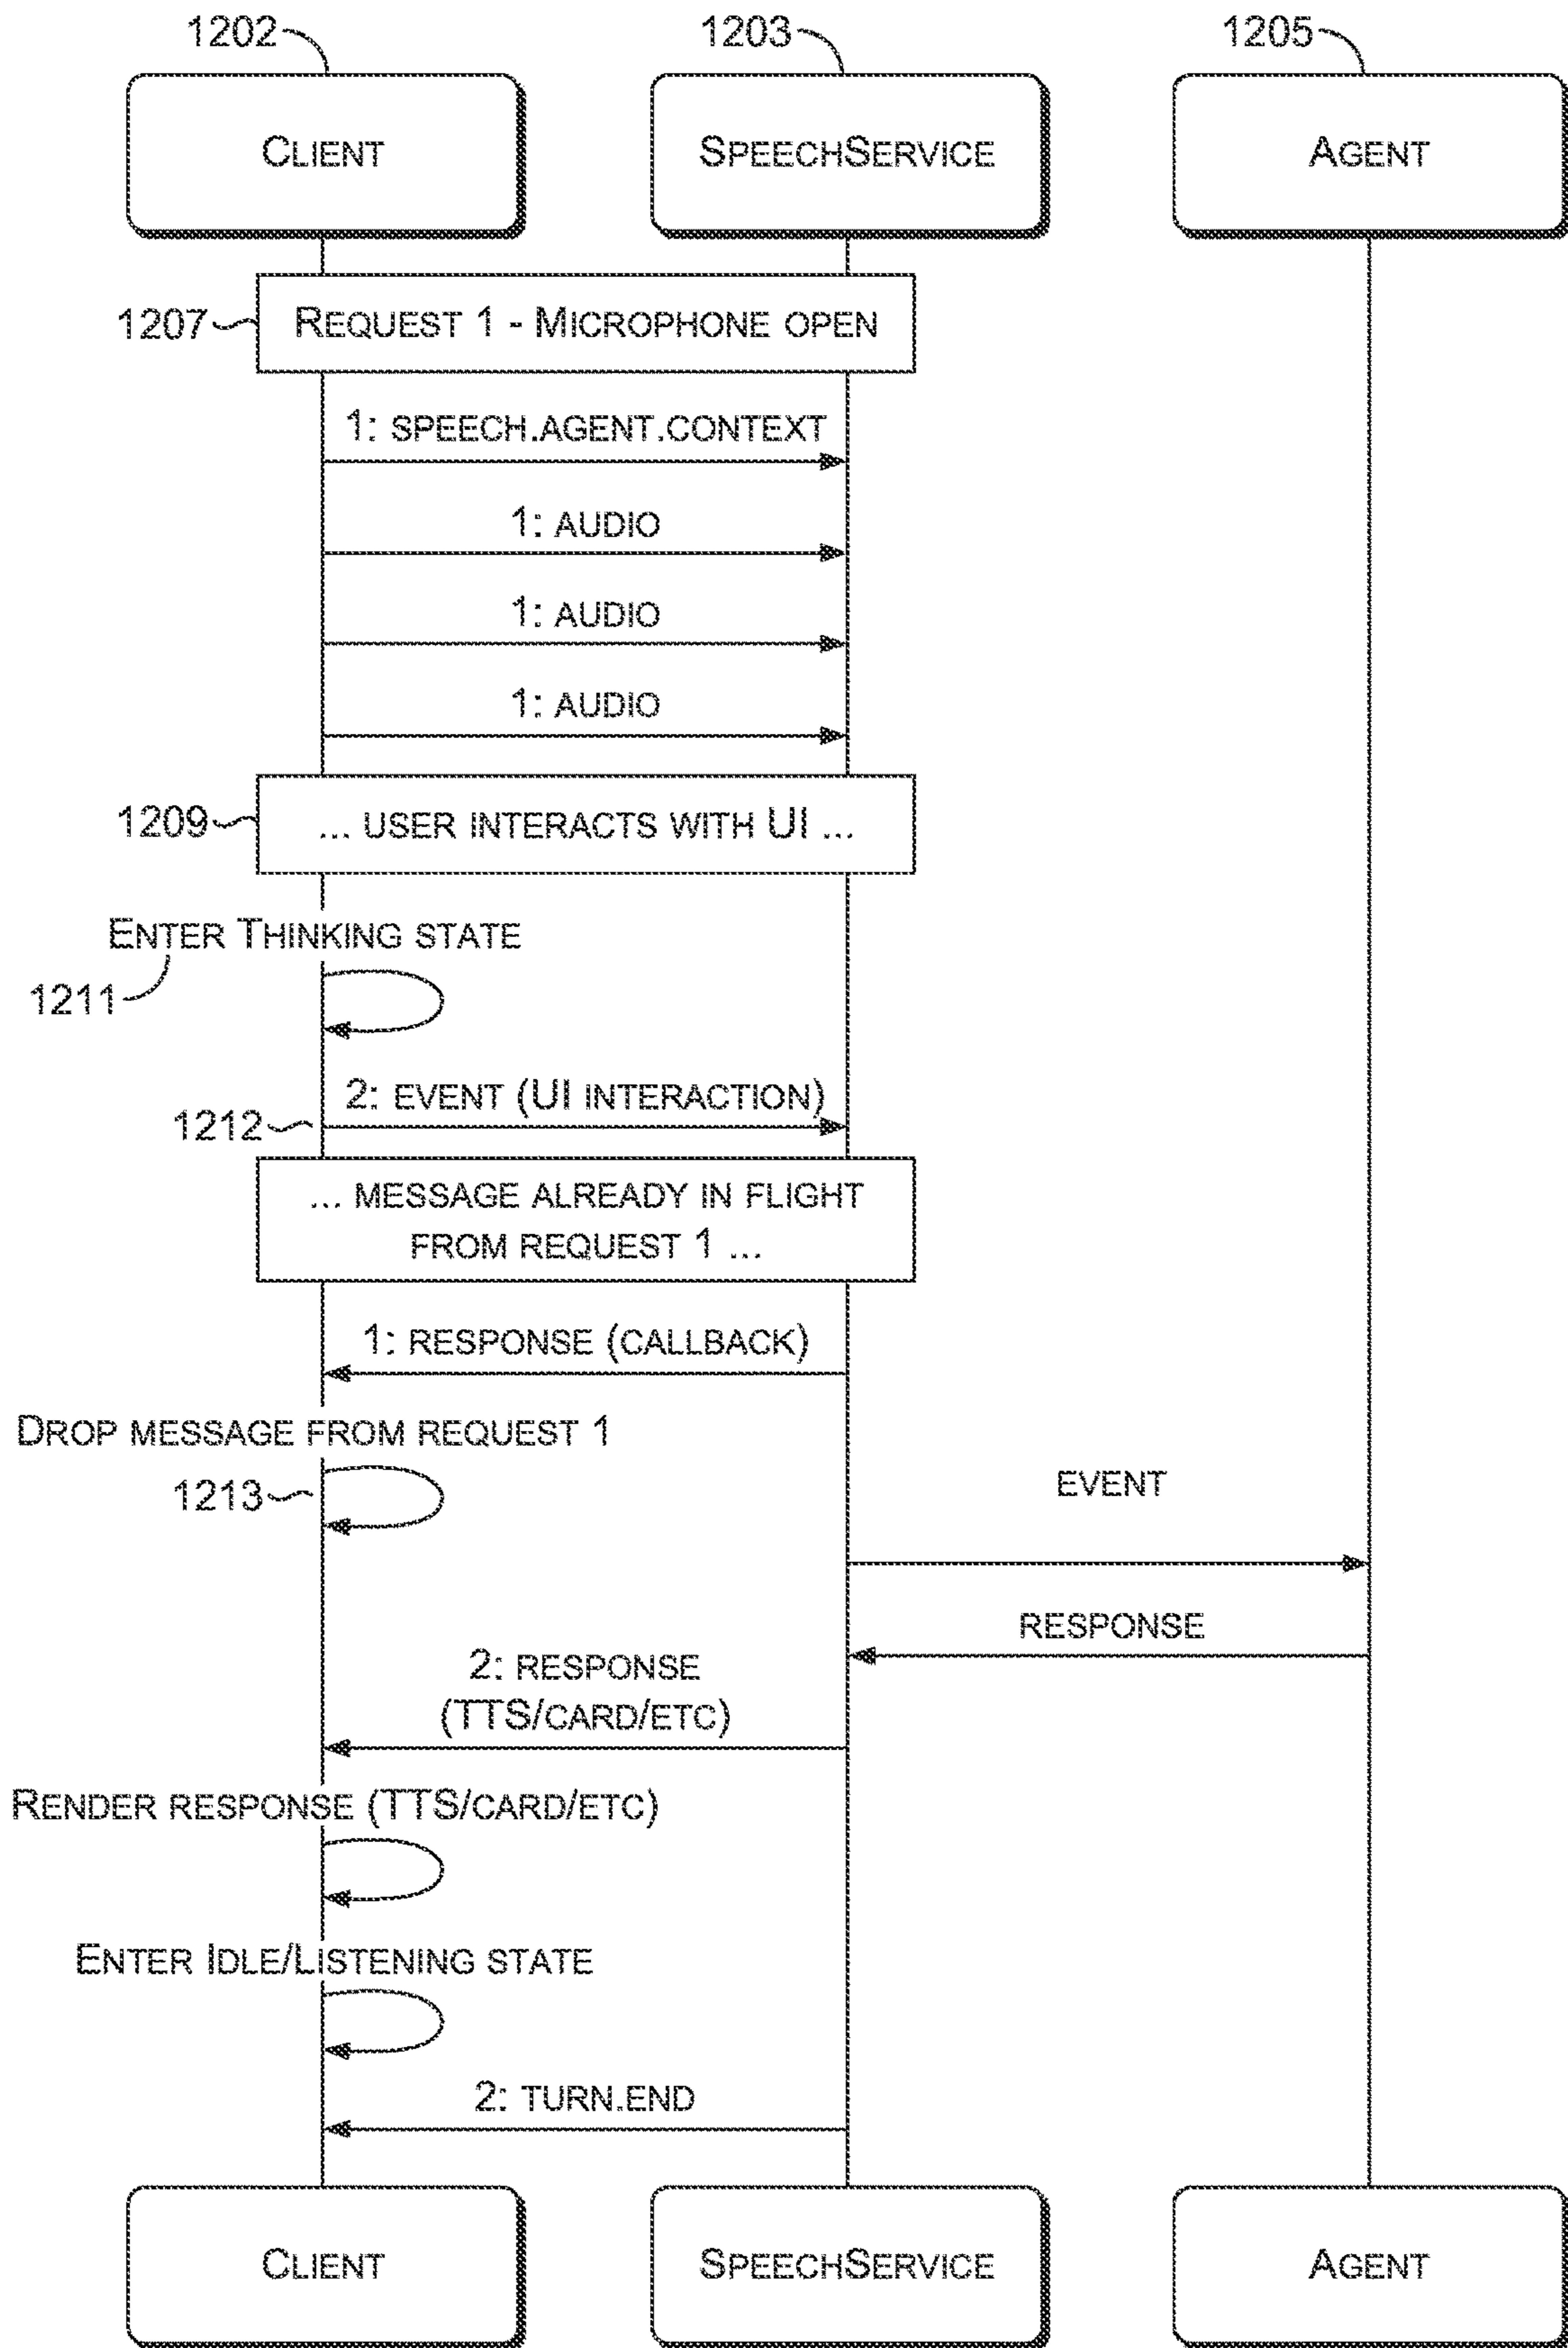 1202
1203
1205
CLIENT
SPEECHSERVICE
AGENT
1207
REQUEST 1 - MICROPHONE OPEN
1: SPEECH.AGENT.CONTEXT
1: AUDIO
1: AUDIO
1: AUDIO
1209
... USER INTERACTS WITH UI ...
ENTER THINKING STATE
1211
2: EVENT (UI INTERACTION)
1212
... MESSAGE ALREADY IN FLIGHT
FROM REQUEST 1 ...
1: RESPONSE (CALLBACK)
DROP MESSAGE FROM REQUEST 1
1213
EVENT
RESPONSE
2: RESPONSE
(TTS/CARD/ETC)
RENDER RESPONSE (TTS/CARD/ETC)
ENTER IDLE/LISTENING STATE
2: TURN.END
CLIENT
SPEECHSERVICE
AGENT